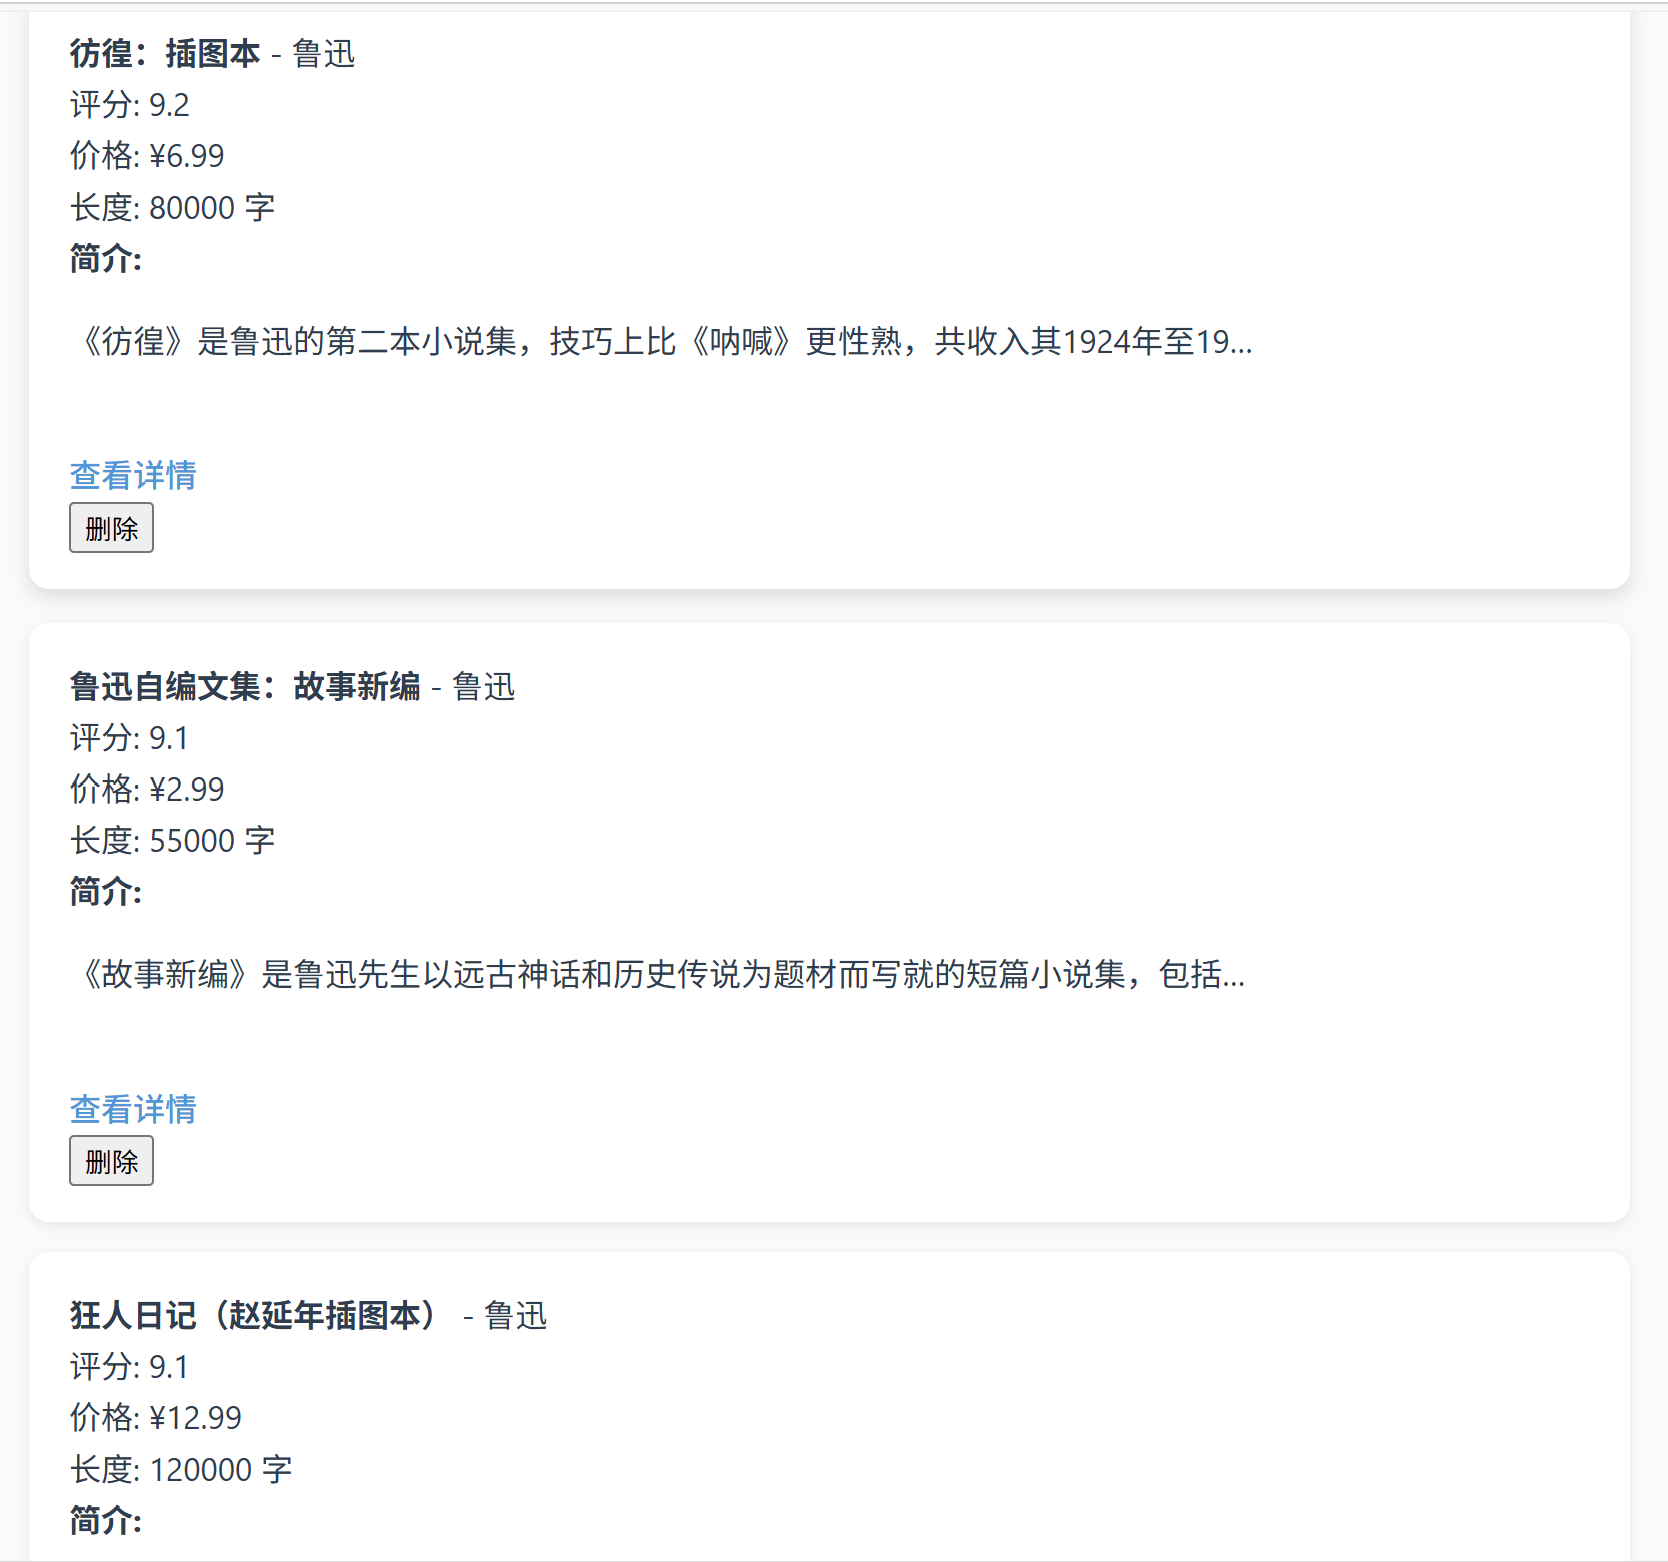 彷徨：插图本 - 鲁迅
评分: 9.2
价格: ¥6.99
长度: 80000 字
简介:
《彷徨》是鲁迅的第二本小说集，技巧上比《呐喊》更性熟，共收入其1924年至19...
查看详情
删除
鲁迅自编文集：故事新编 - 鲁迅
评分: 9.1
价格: ¥2.99
长度: 55000 字
简介:
《故事新编》是鲁迅先生以远古神话和历史传说为题材而写就的短篇小说集，包括...
查看详情
删除
狂人日记（赵延年插图本） - 鲁迅
评分: 9.1
价格: ¥12.99
长度: 120000 字
简介: